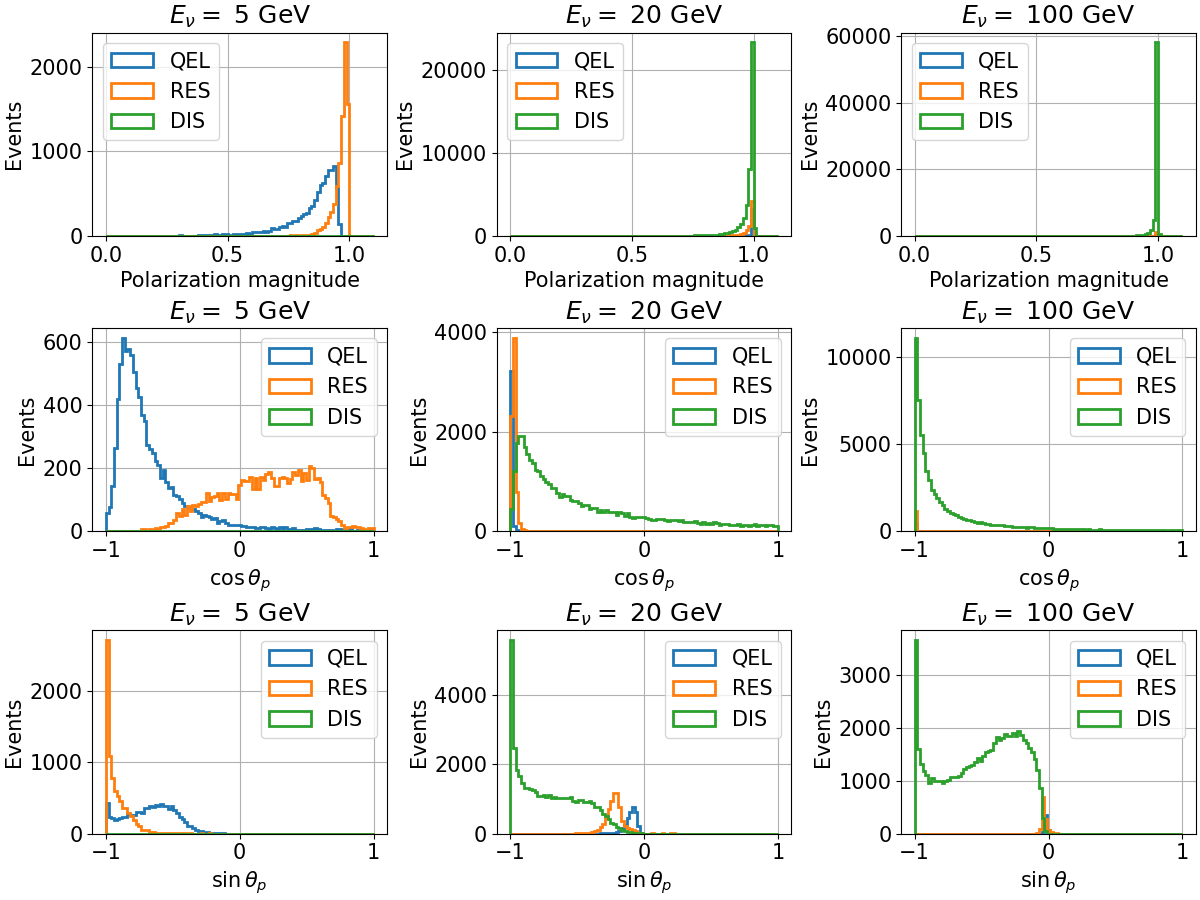 E_ν = 5 GeV
E_ν = 20 GeV
E_ν = 100 GeV
Events
2000
1000
0
QEL
RES
DIS
0.0 0.5 1.0
Polarization magnitude
Events
20000
10000
0
QEL
RES
DIS
0.0 0.5 1.0
Polarization magnitude
Events
60000
40000
20000
0
QEL
RES
DIS
0.0 0.5 1.0
Polarization magnitude
E_ν = 5 GeV
E_ν = 20 GeV
E_ν = 100 GeV
Events
600
400
200
0
QEL
RES
DIS
−1 0 1
cos θ_p
Events
4000
2000
0
QEL
RES
DIS
−1 0 1
cos θ_p
Events
10000
5000
0
QEL
RES
DIS
−1 0 1
cos θ_p
E_ν = 5 GeV
E_ν = 20 GeV
E_ν = 100 GeV
Events
2000
1000
0
QEL
RES
DIS
−1 0 1
sin θ_p
Events
4000
2000
0
QEL
RES
DIS
−1 0 1
sin θ_p
Events
3000
2000
1000
0
QEL
RES
DIS
−1 0 1
sin θ_p